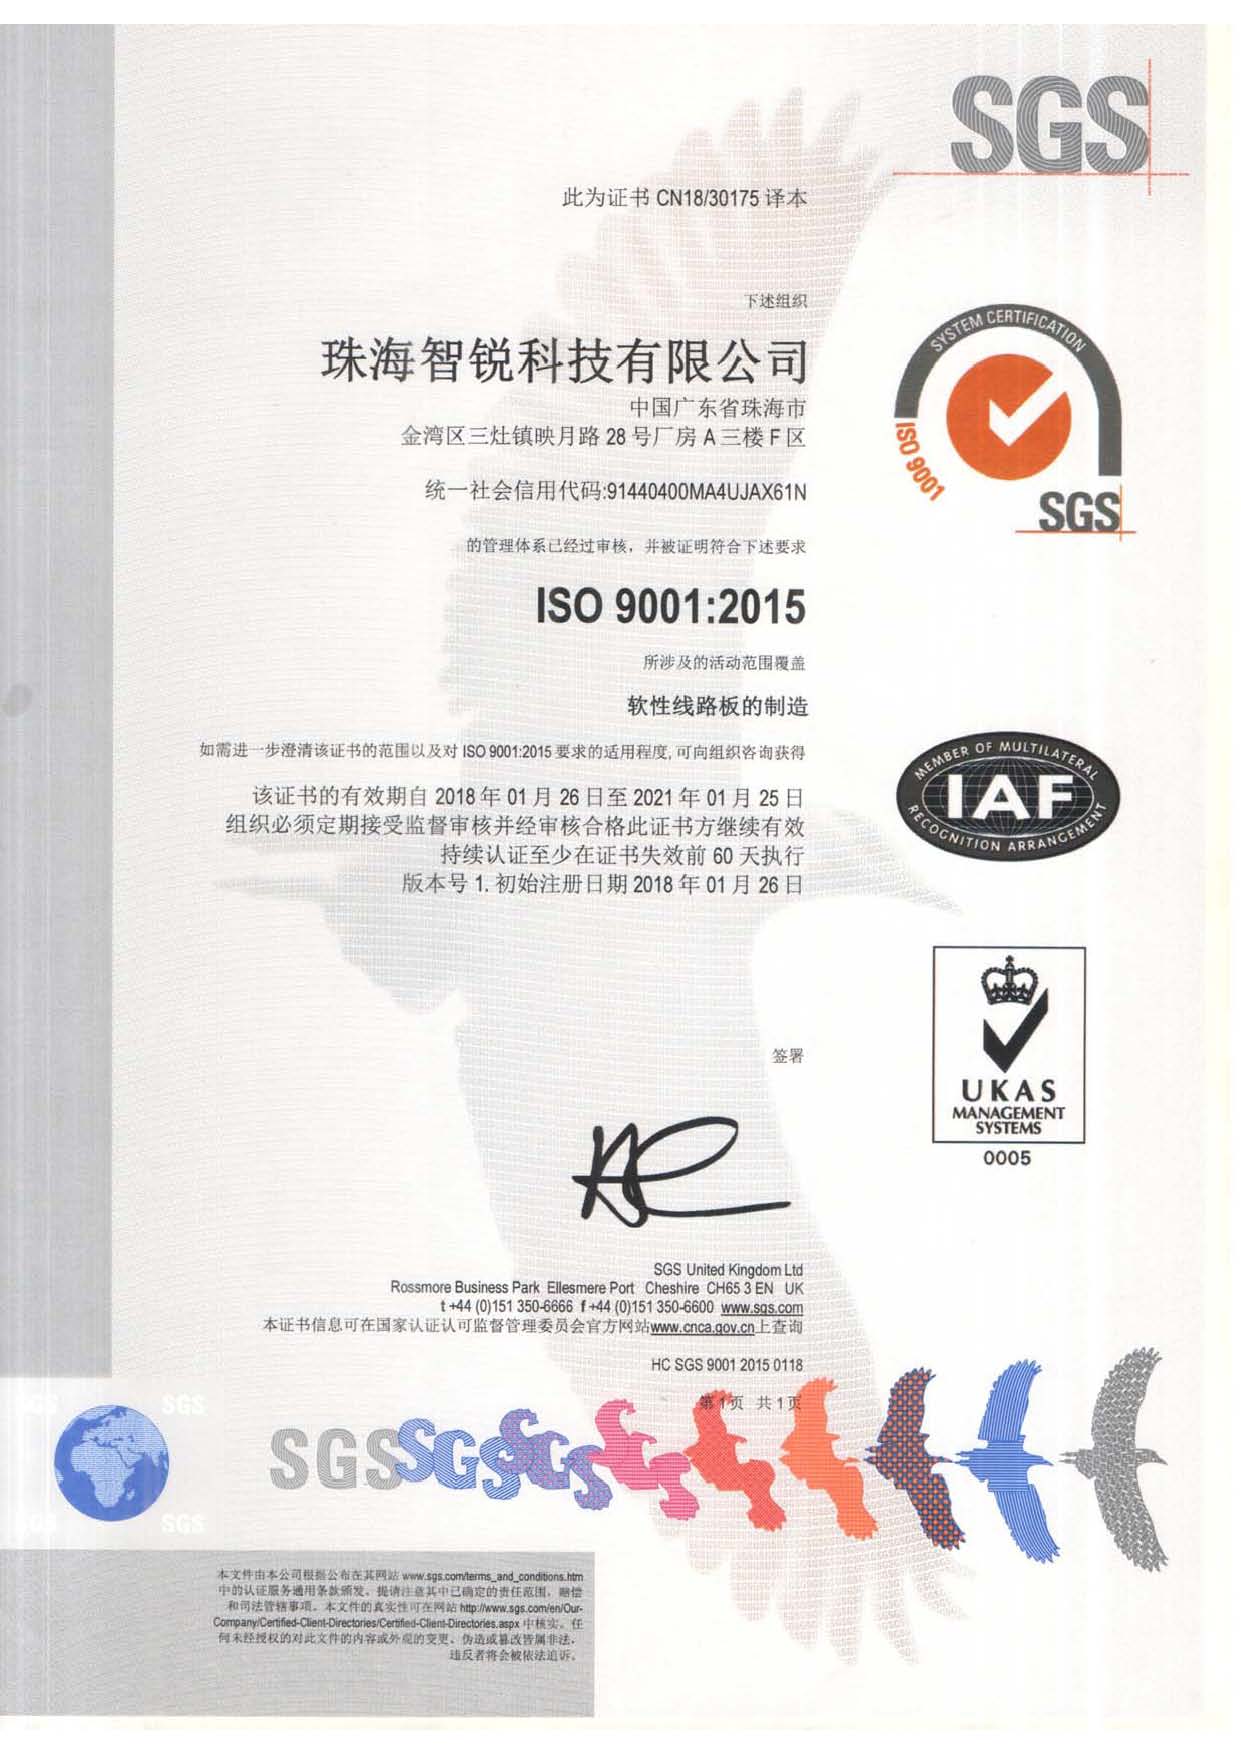 SGS
此为证书 CN18/30175 译本
下述组织
珠海智锐科技有限公司
中国广东省珠海市
金湾区三灶镇映月路 28 号厂房 A 三楼 F 区
统一社会信用代码:91440400MA4UJAX61N
的管理体系已经过审核，并被证明符合下述要求
ISO 9001:2015
所涉及的活动范围覆盖
软性线路板的制造
如需进一步澄清该证书的范围以及对 ISO 9001:2015 要求的适用程度, 可向组织咨询获得
该证书的有效期自 2018 年 01 月 26 日至 2021 年 01 月 25 日
组织必须定期接受监督审核并经审核合格此证书方继续有效
持续认证至少在证书失效前 60 天执行
版本号 1. 初始注册日期 2018 年 01 月 26 日
签署
SYSTEM CERTIFICATION
ISO 9001
SGS
MEMBER OF MULTILATERAL
IAF
RECOGNITION ARRANGEMENT
UKAS
MANAGEMENT
SYSTEMS
0005
SGS United Kingdom Ltd
Rossmore Business Park Ellesmere Port Cheshire CH65 3 EN UK
t +44 (0)151 350-6666 f +44 (0)151 350-6600 www.sgs.com
本证书信息可在国家认证认可监督管理委员会官方网站www.cnca.gov.cn上查询
HC SGS 9001 2015 0118
第 1 页 共 1 页
SGS SGS
SGS SGS SGS SGS
SGS SGS
本文件由本公司根据公布在其网站 www.sgs.com/terms_and_conditions.htm
中的认证服务通用条款颁发。提请注意其中已确定的责任范围、赔偿
和司法管辖事项。本文件的真实性可在网站 http://www.sgs.com/en/Our-
Company/Certified-Client-Directories/Certified-Client-Directories.aspx 中核实。任
何未经授权的对此文件的内容或外观的变更、伪造或篡改皆属非法，
违反者将会被依法追诉。